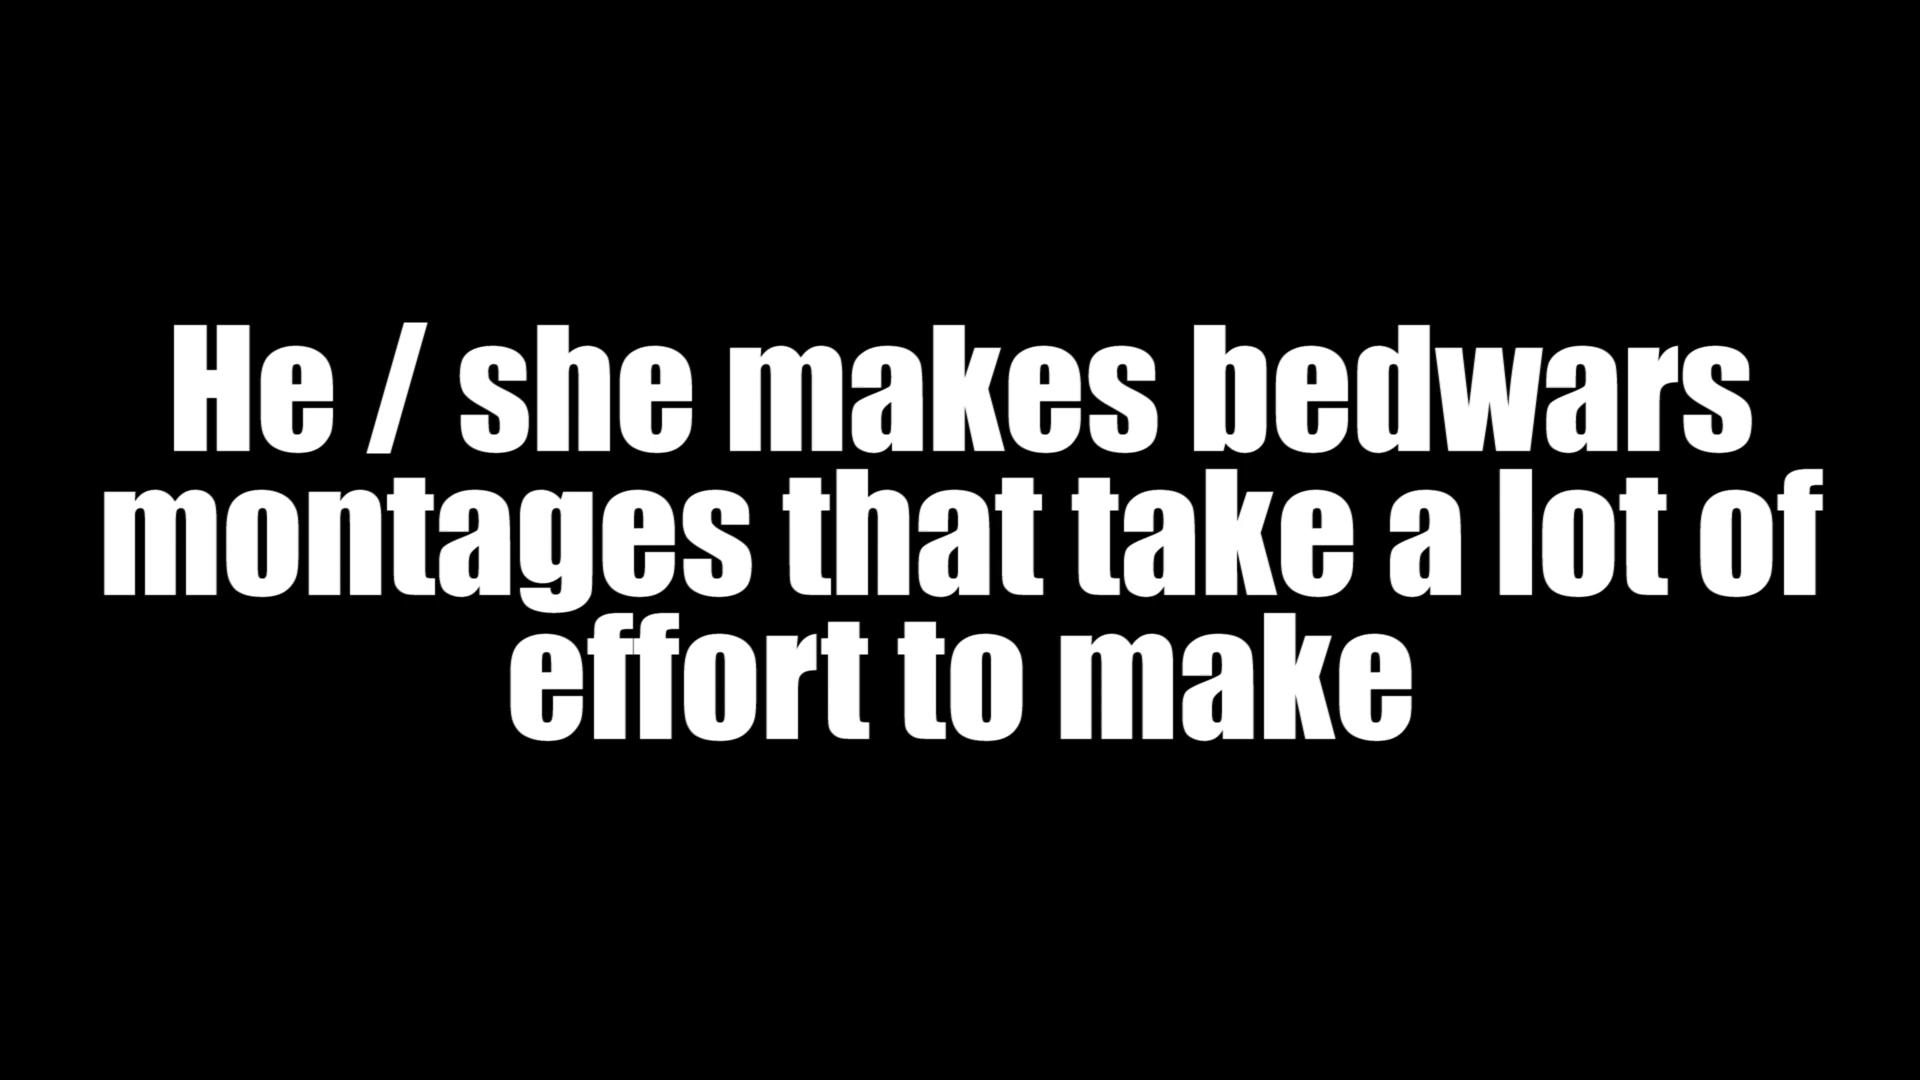 He / she makes bedwars
montages that take a lot of
effort to make